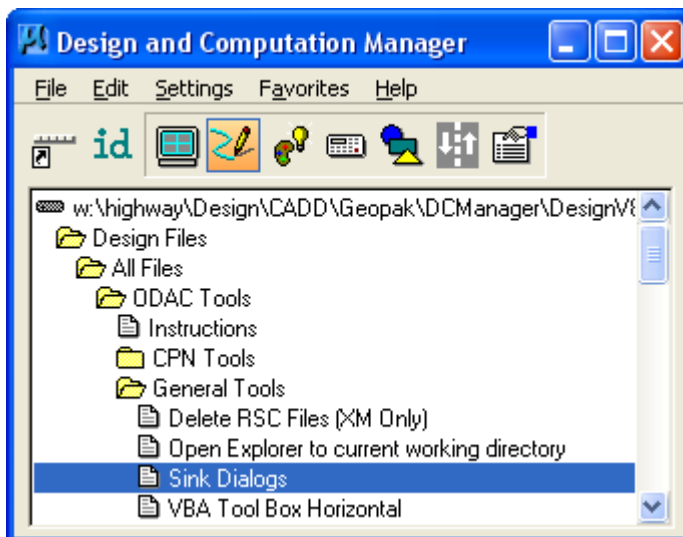 Design and Computation Manager
File Edit Settings Favorites Help
id
w:\highway\Design\CADD\Geopak\DCManager\DesignV8
Design Files
All Files
ODAC Tools
Instructions
CPN Tools
General Tools
Delete RSC Files (XM Only)
Open Explorer to current working directory
Sink Dialogs
VBA Tool Box Horizontal